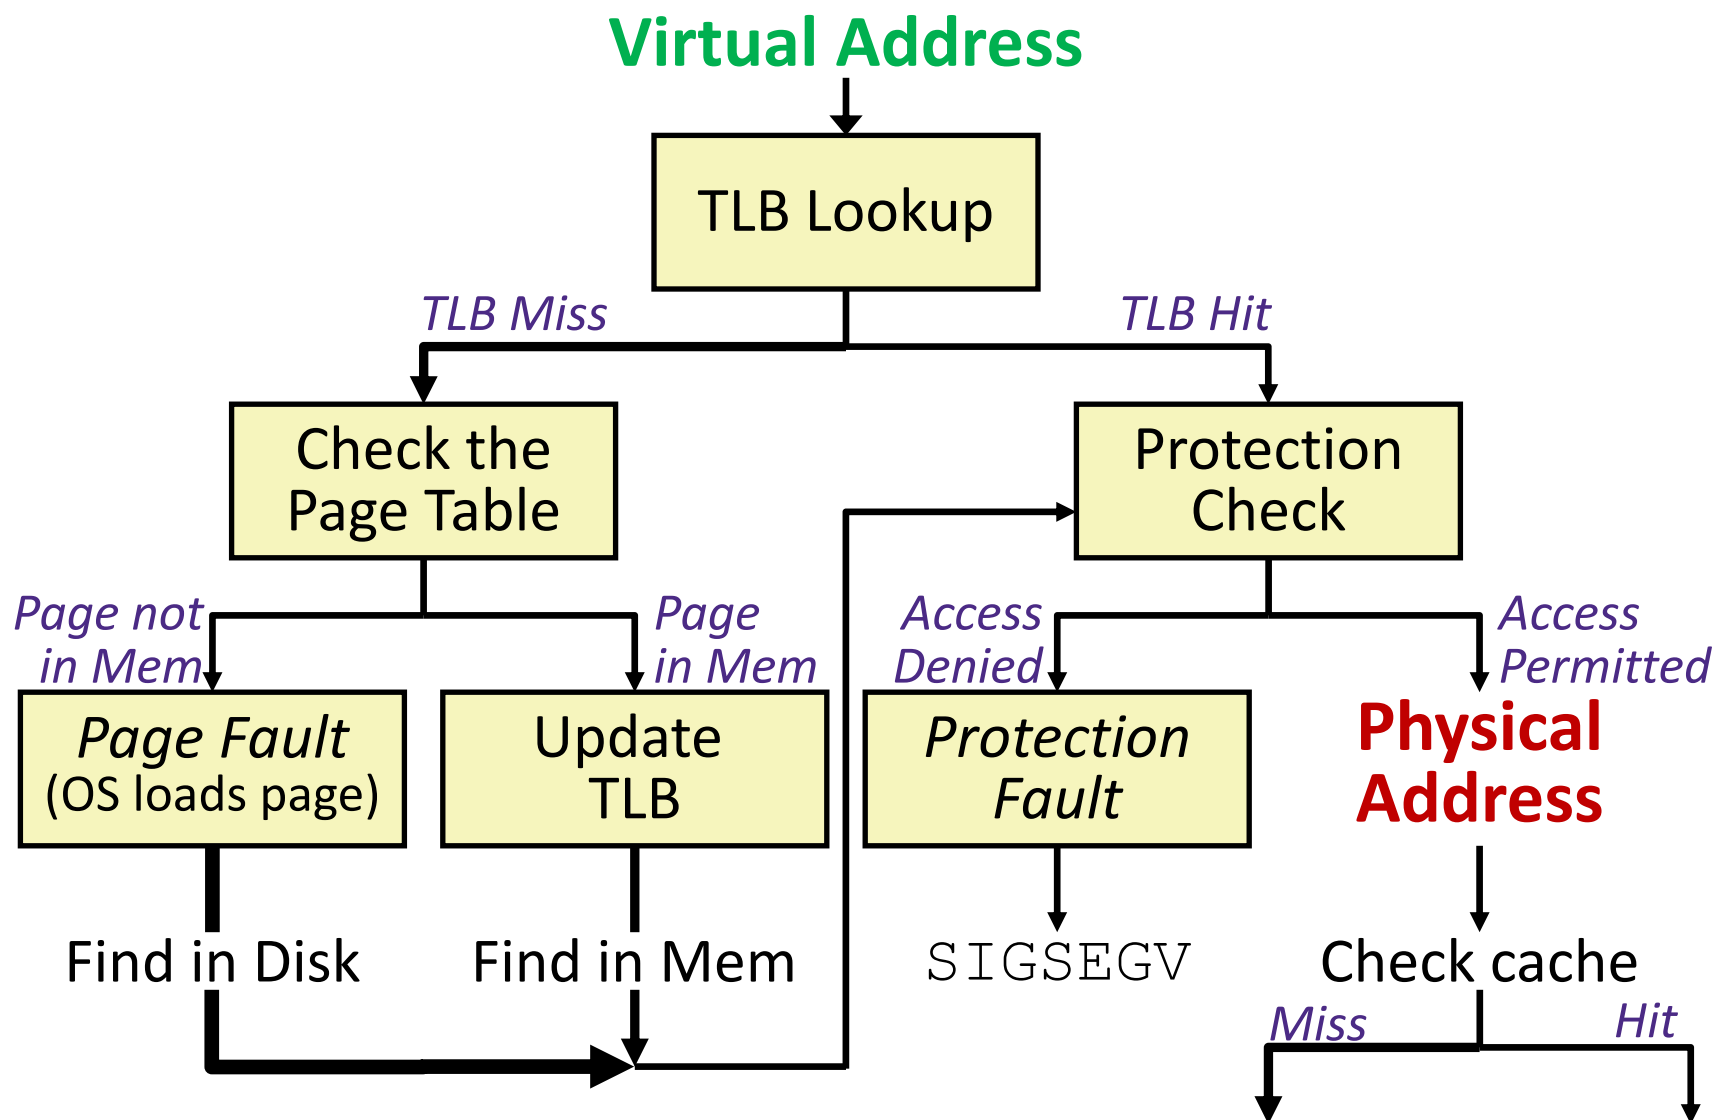 Virtual Address
TLB Lookup
TLB Miss
TLB Hit
Check the
Page Table
Protection
Check
Page not
in Mem
Page
in Mem
Access
Denied
Access
Permitted
Page Fault
(OS loads page)
Update
TLB
Protection
Fault
Physical
Address
Find in Disk
Find in Mem
SIGSEGV
Check cache
Miss
Hit